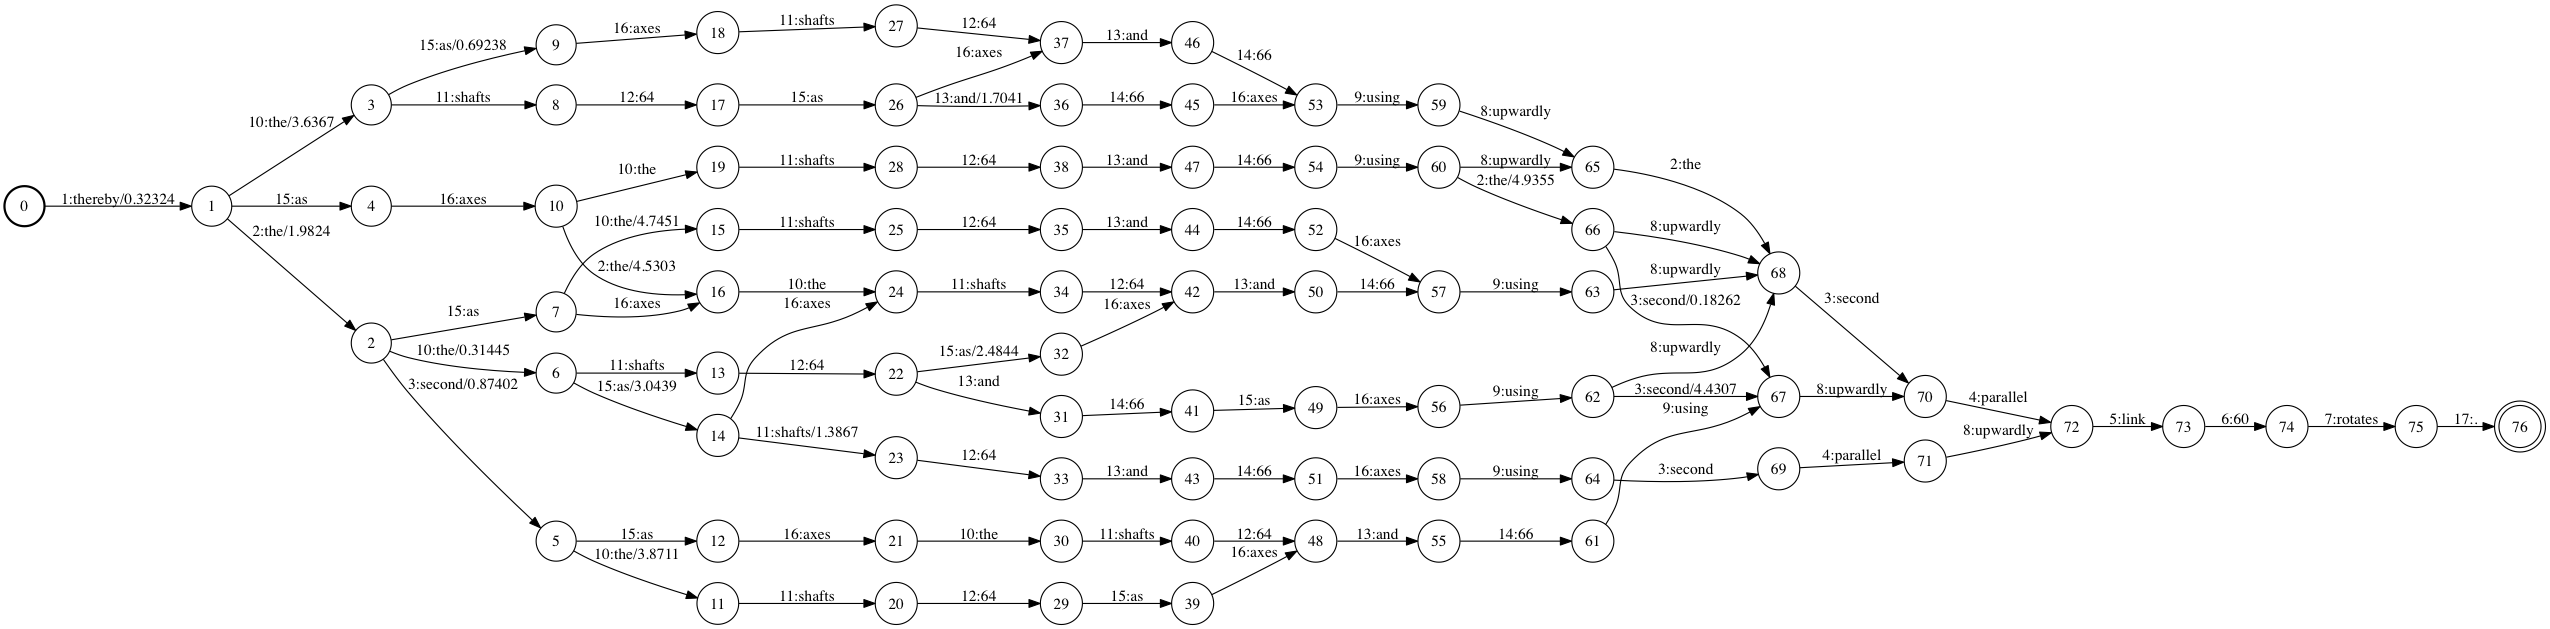 15:as/0.69238
16:axes
11:shafts
12:64
16:axes
13:and
14:66
10:the/3.6367
11:shafts
12:64
15:as
13:and/1.7041
14:66
16:axes
9:using
8:upwardly
10:the
11:shafts
12:64
13:and
14:66
9:using
8:upwardly
2:the/4.9355
2:the
1:thereby/0.32324
15:as
16:axes
2:the/1.9824
10:the/4.7451
11:shafts
12:64
13:and
14:66
16:axes
8:upwardly
2:the/4.5303
16:axes
10:the
16:axes
11:shafts
12:64
16:axes
13:and
14:66
9:using
8:upwardly
3:second/0.18262
3:second
15:as
10:the/0.31445
3:second/0.87402
11:shafts
15:as/3.0439
12:64
15:as/2.4844
13:and
14:66
15:as
16:axes
9:using
8:upwardly
3:second/4.4307
9:using
8:upwardly
4:parallel
8:upwardly
5:link
6:60
7:rotates
17:.
11:shafts/1.3867
12:64
13:and
14:66
16:axes
9:using
3:second
4:parallel
15:as
10:the/3.8711
16:axes
10:the
11:shafts
12:64
16:axes
13:and
14:66
11:shafts
12:64
15:as
0
1
2
3
4
5
6
7
8
9
10
11
12
13
14
15
16
17
18
19
20
21
22
23
24
25
26
27
28
29
30
31
32
33
34
35
36
37
38
39
40
41
42
43
44
45
46
47
48
49
50
51
52
53
54
55
56
57
58
59
60
61
62
63
64
65
66
67
68
69
70
71
72
73
74
75
76